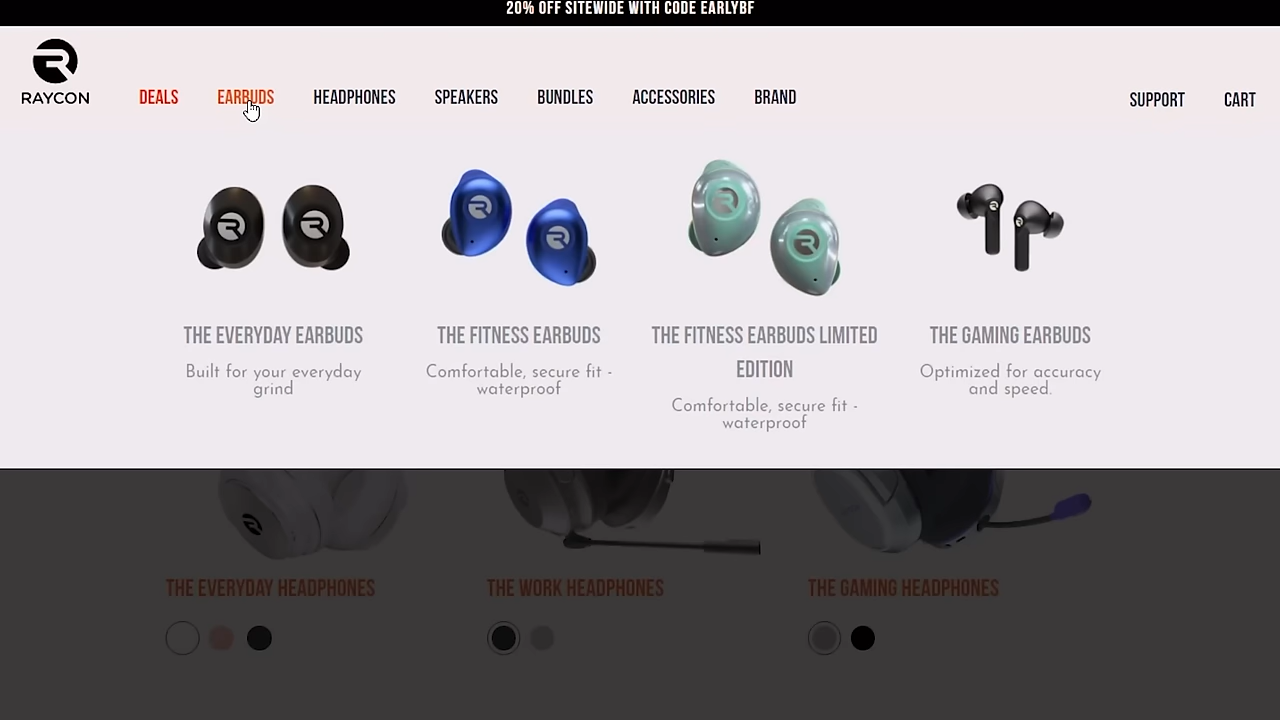 20% OFF SITEWIDE WITH CODE EARLYBF
RAYCON
DEALS EARBUDS HEADPHONES SPEAKERS BUNDLES ACCESSORIES BRAND SUPPORT CART
THE EVERYDAY EARBUDS
Built for your everyday
grind
THE FITNESS EARBUDS
Comfortable, secure fit -
waterproof
THE FITNESS EARBUDS LIMITED
EDITION
Comfortable, secure fit -
waterproof
THE GAMING EARBUDS
Optimized for accuracy
and speed.
THE EVERYDAY HEADPHONES
THE WORK HEADPHONES
THE GAMING HEADPHONES